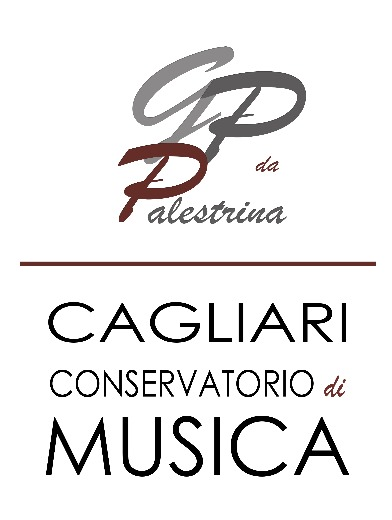 GP
da
Palestrina
CAGLIARI
CONSERVATORIO di
MUSICA